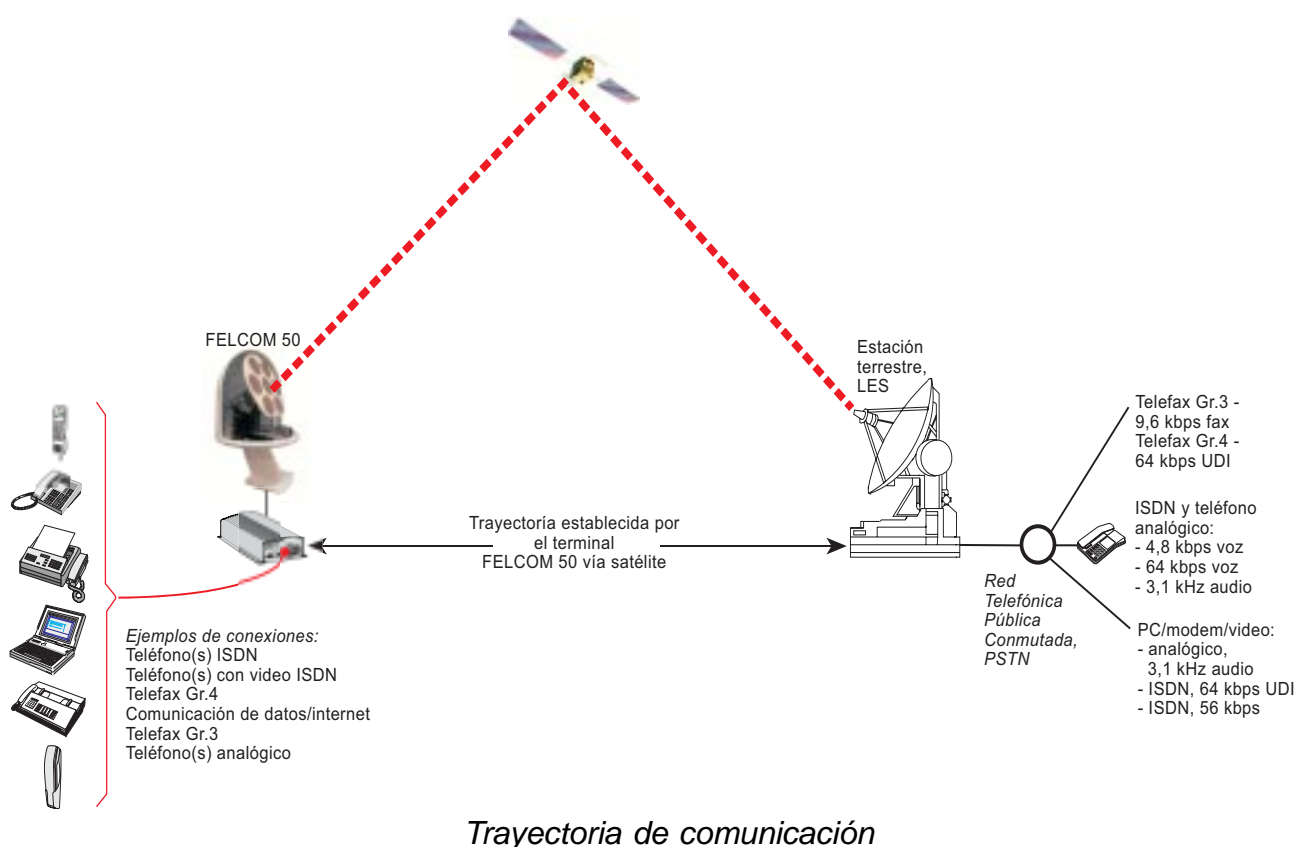 FELCOM 50
Estación
terrestre,
LES
Telefax Gr.3 -
9,6 kbps fax
Telefax Gr.4 -
64 kbps UDI
Trayectoría establecida por
el terminal
FELCOM 50 vía satélite
ISDN y teléfono
analógico:
- 4,8 kbps voz
- 64 kbps voz
- 3,1 kHz audio
Red
Telefónica
Pública
Conmutada,
PSTN
PC/modem/video:
- analógico,
3,1 kHz audio
- ISDN, 64 kbps UDI
- ISDN, 56 kbps
Ejemplos de conexiones:
Teléfono(s) ISDN
Teléfono(s) con video ISDN
Telefax Gr.4
Comunicación de datos/internet
Telefax Gr.3
Teléfono(s) analógico
Trayectoria de comunicación